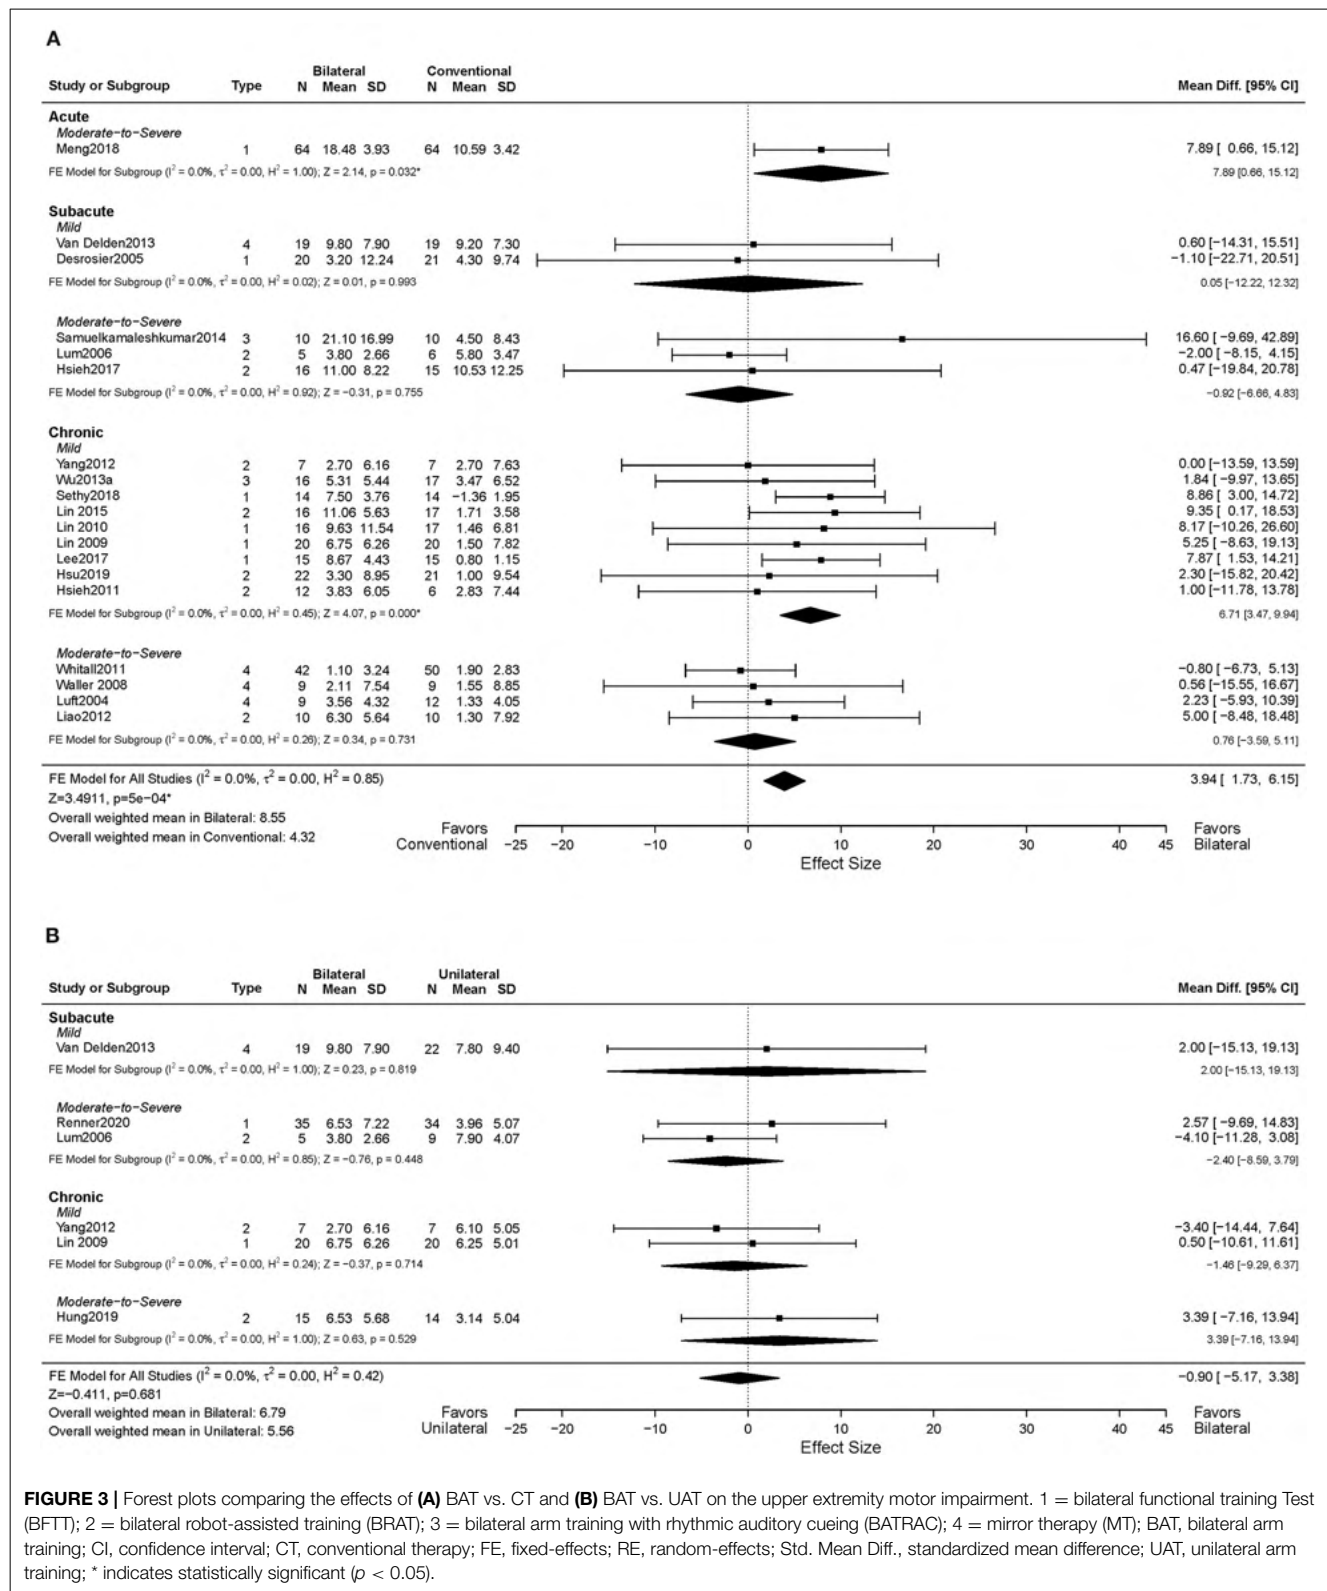 A
Bilateral Conventional
Study or Subgroup Type N Mean SD N Mean SD Mean Diff. [95% CI]
Acute
Moderate−to−Severe
Meng2018 1 64 18.48 3.93 64 10.59 3.42 7.89 [ 0.66, 15.12]
FE Model for Subgroup (I² = 0.0%, τ² = 0.00, H² = 1.00); Z = 2.14, p = 0.032* 7.89 [0.66, 15.12]
Subacute
Mild
Van Delden2013 4 19 9.80 7.90 19 9.20 7.30 0.60 [−14.31, 15.51]
Desrosier2005 1 20 3.20 12.24 21 4.30 9.74 −1.10 [−22.71, 20.51]
FE Model for Subgroup (I² = 0.0%, τ² = 0.00, H² = 0.02); Z = 0.01, p = 0.993 0.05 [−12.22, 12.32]
Moderate−to−Severe
Samuelkamaleshkumar2014 3 10 21.10 16.99 10 4.50 8.43 16.60 [ −9.69, 42.89]
Lum2006 2 5 3.80 2.66 6 5.80 3.47 −2.00 [ −8.15, 4.15]
Hsieh2017 2 16 11.00 8.22 15 10.53 12.25 0.47 [−19.84, 20.78]
FE Model for Subgroup (I² = 0.0%, τ² = 0.00, H² = 0.92); Z = −0.31, p = 0.755 −0.92 [−6.66, 4.83]
Chronic
Mild
Yang2012 2 7 2.70 6.16 7 2.70 7.63 0.00 [−13.59, 13.59]
Wu2013a 3 16 5.31 5.44 17 3.47 6.52 1.84 [ −9.97, 13.65]
Sethy2018 1 14 7.50 3.76 14 −1.36 1.95 8.86 [ 3.00, 14.72]
Lin 2015 2 16 11.06 5.63 17 1.71 3.58 9.35 [ 0.17, 18.53]
Lin 2010 1 16 9.63 11.54 17 1.46 6.81 8.17 [−10.26, 26.60]
Lin 2009 1 20 6.75 6.26 20 1.50 7.82 5.25 [ −8.63, 19.13]
Lee2017 1 15 8.67 4.43 15 0.80 1.15 7.87 [ 1.53, 14.21]
Hsu2019 2 22 3.30 8.95 21 1.00 9.54 2.30 [−15.82, 20.42]
Hsieh2011 2 12 3.83 6.05 6 2.83 7.44 1.00 [−11.78, 13.78]
FE Model for Subgroup (I² = 0.0%, τ² = 0.00, H² = 0.45); Z = 4.07, p = 0.000* 6.71 [3.47, 9.94]
Moderate−to−Severe
Whitall2011 4 42 1.10 3.24 50 1.90 2.83 −0.80 [ −6.73, 5.13]
Waller 2008 4 9 2.11 7.54 9 1.55 8.85 0.56 [−15.55, 16.67]
Luft2004 4 9 3.56 4.32 12 1.33 4.05 2.23 [ −5.93, 10.39]
Liao2012 2 10 6.30 5.64 10 1.30 7.92 5.00 [ −8.48, 18.48]
FE Model for Subgroup (I² = 0.0%, τ² = 0.00, H² = 0.26); Z = 0.34, p = 0.731 0.76 [−3.59, 5.11]
FE Model for All Studies (I² = 0.0%, τ² = 0.00, H² = 0.85) 3.94 [ 1.73, 6.15]
Z=3.4911, p=5e−04*
Overall weighted mean in Bilateral: 8.55
Overall weighted mean in Conventional: 4.32
Favors Conventional −25 −20 −10 0 10 20 30 40 45 Favors Bilateral
Effect Size
B
Bilateral Unilateral
Study or Subgroup Type N Mean SD N Mean SD Mean Diff. [95% CI]
Subacute
Mild
Van Delden2013 4 19 9.80 7.90 22 7.80 9.40 2.00 [−15.13, 19.13]
FE Model for Subgroup (I² = 0.0%, τ² = 0.00, H² = 1.00); Z = 0.23, p = 0.819 2.00 [−15.13, 19.13]
Moderate−to−Severe
Renner2020 1 35 6.53 7.22 34 3.96 5.07 2.57 [ −9.69, 14.83]
Lum2006 2 5 3.80 2.66 9 7.90 4.07 −4.10 [−11.28, 3.08]
FE Model for Subgroup (I² = 0.0%, τ² = 0.00, H² = 0.85); Z = −0.76, p = 0.448 −2.40 [−8.59, 3.79]
Chronic
Mild
Yang2012 2 7 2.70 6.16 7 6.10 5.05 −3.40 [−14.44, 7.64]
Lin 2009 1 20 6.75 6.26 20 6.25 5.01 0.50 [−10.61, 11.61]
FE Model for Subgroup (I² = 0.0%, τ² = 0.00, H² = 0.24); Z = −0.37, p = 0.714 −1.46 [−9.29, 6.37]
Moderate−to−Severe
Hung2019 2 15 6.53 5.68 14 3.14 5.04 3.39 [ −7.16, 13.94]
FE Model for Subgroup (I² = 0.0%, τ² = 0.00, H² = 1.00); Z = 0.63, p = 0.529 3.39 [−7.16, 13.94]
FE Model for All Studies (I² = 0.0%, τ² = 0.00, H² = 0.42) −0.90 [ −5.17, 3.38]
Z=−0.411, p=0.681
Overall weighted mean in Bilateral: 6.79
Overall weighted mean in Unilateral: 5.56
Favors Unilateral −25 −20 −10 0 10 20 30 40 45 Favors Bilateral
Effect Size
FIGURE 3 | Forest plots comparing the effects of (A) BAT vs. CT and (B) BAT vs. UAT on the upper extremity motor impairment. 1 = bilateral functional training Test
(BFTT); 2 = bilateral robot-assisted training (BRAT); 3 = bilateral arm training with rhythmic auditory cueing (BATRAC); 4 = mirror therapy (MT); BAT, bilateral arm
training; CI, confidence interval; CT, conventional therapy; FE, fixed-effects; RE, random-effects; Std. Mean Diff., standardized mean difference; UAT, unilateral arm
training; * indicates statistically significant (p < 0.05).